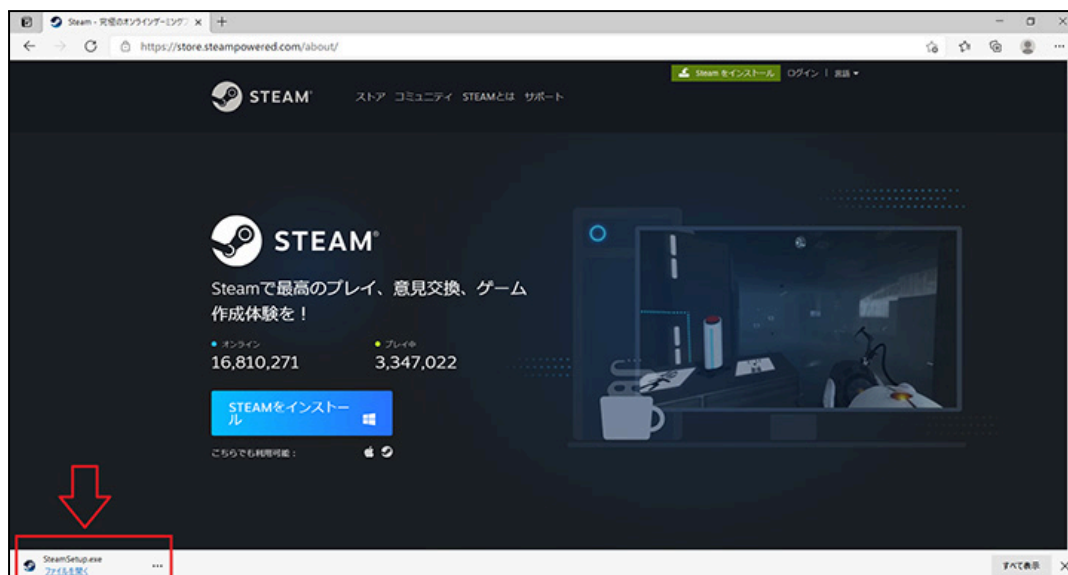 Steam - 究極のオンラインゲーミングプ
https://store.steampowered.com/about/
Steam をインストール ログイン | 言語
STEAM®
ストア コミュニティ STEAMとは サポート
STEAM®
Steamで最高のプレイ、意見交換、ゲーム
作成体験を！
オンライン プレイ中
16,810,271 3,347,022
STEAMをインストー
ル
こちらでも利用可能：
SteamSetup.exe
ファイルを開く
すべて表示